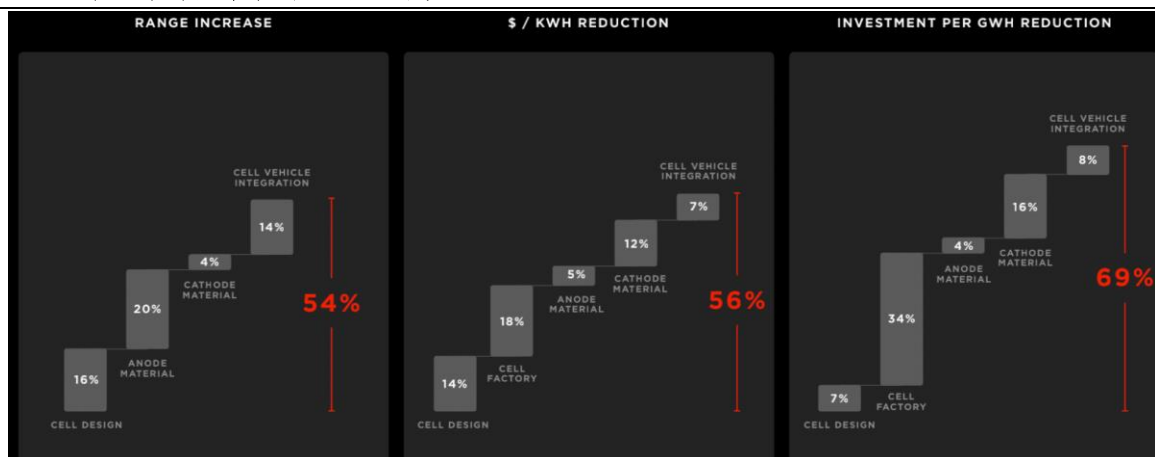 RANGE INCREASE
CELL VEHICLE
INTEGRATION
14%
4%
CATHODE
MATERIAL
20%
ANODE
MATERIAL
16%
CELL DESIGN
54%
$ / KWH REDUCTION
CELL VEHICLE
INTEGRATION
7%
12%
CATHODE
MATERIAL
5%
ANODE
MATERIAL
18%
CELL
FACTORY
14%
CELL DESIGN
56%
INVESTMENT PER GWH REDUCTION
CELL VEHICLE
INTEGRATION
8%
16%
CATHODE
MATERIAL
4%
ANODE
MATERIAL
34%
CELL
FACTORY
7%
CELL DESIGN
69%